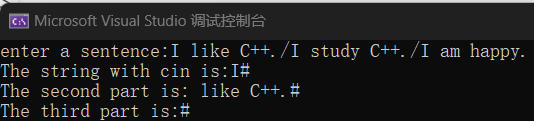 Microsoft Visual Studio 调试控制台
enter a sentence:I like C++./I study C++./I am happy.
The string with cin is:I#
The second part is: like C++.#
The third part is:#